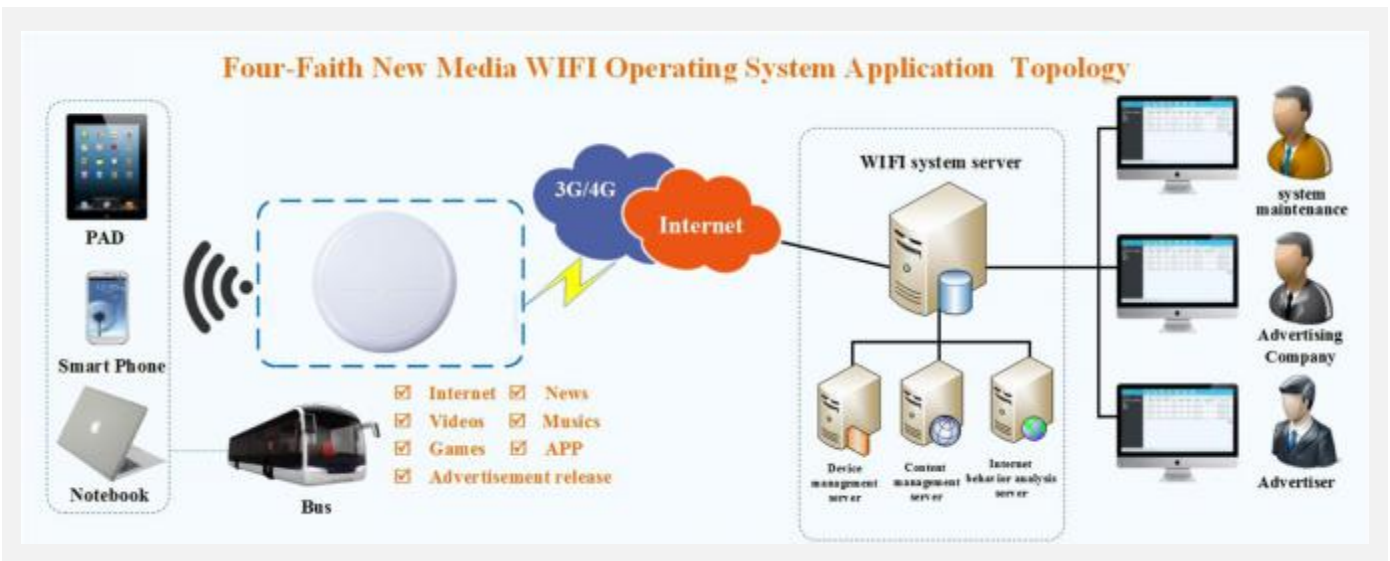 Four-Faith New Media WIFI Operating System Application Topology
PAD
Smart Phone
Notebook
Bus
☑ Internet ☑ News
☑ Videos ☑ Musics
☑ Games ☑ APP
☑ Advertisement release
3G/4G
Internet
WIFI system server
Device
management
server
Content
management
server
Internet
behavior analysis
server
system
maintenance
Advertising
Company
Advertiser